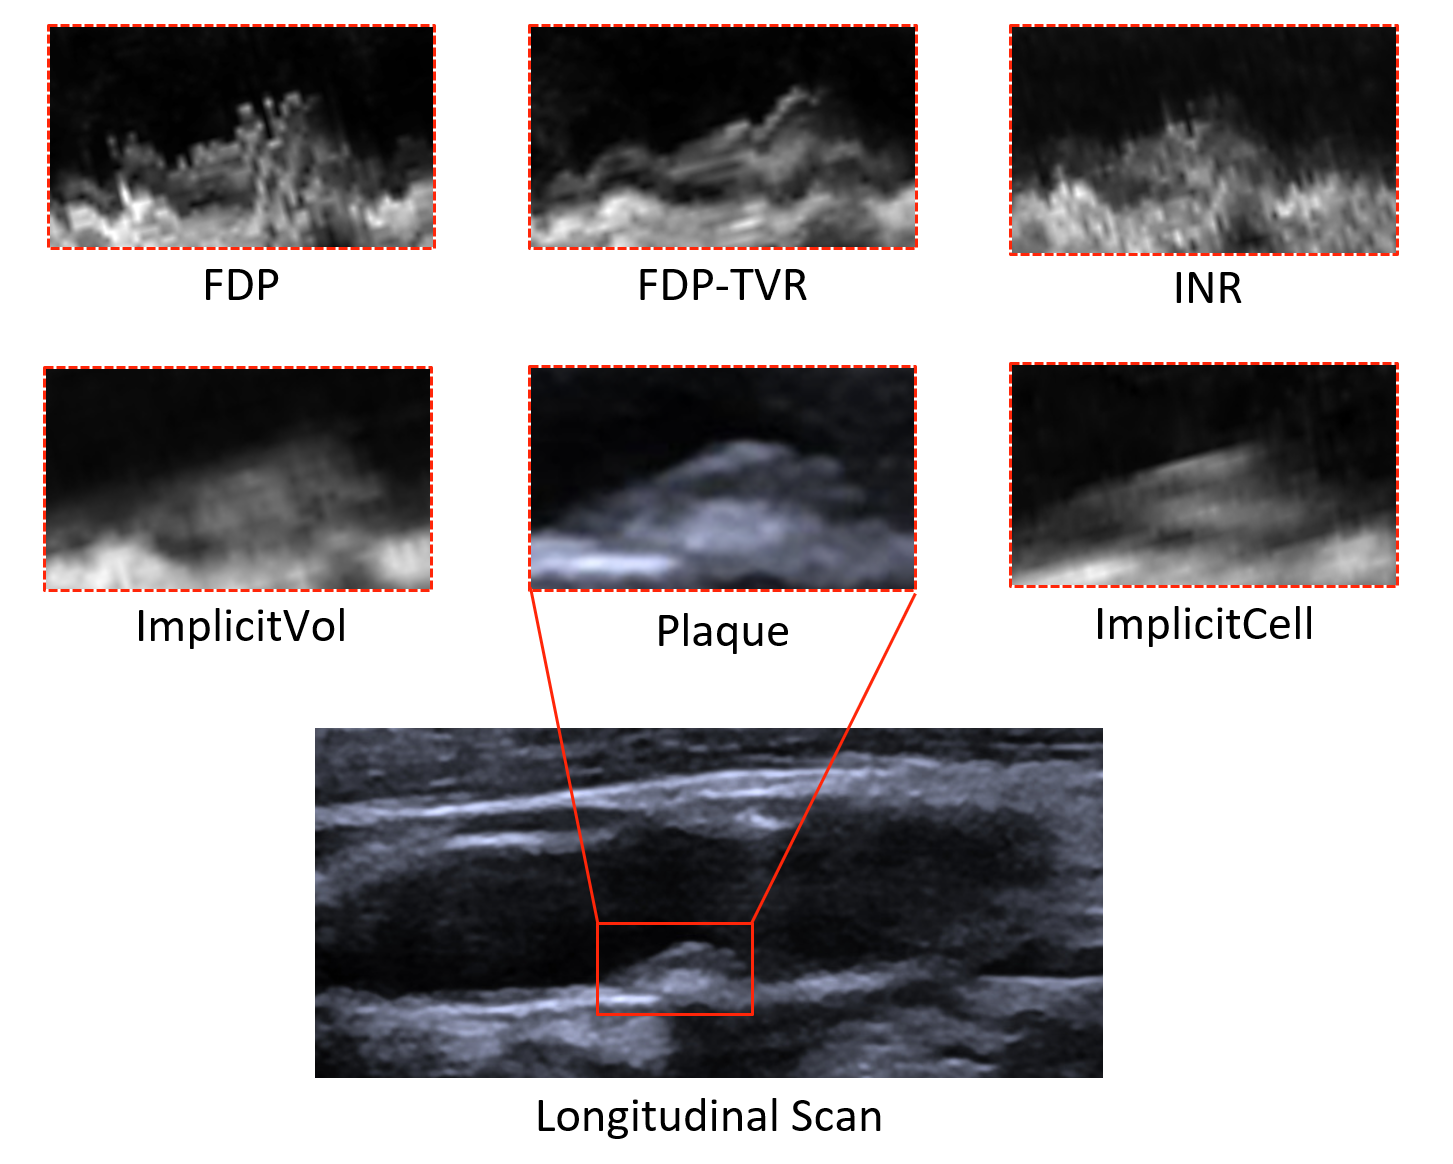 FDP
FDP-TVR
INR
ImplicitVol
Plaque
ImplicitCell
Longitudinal Scan